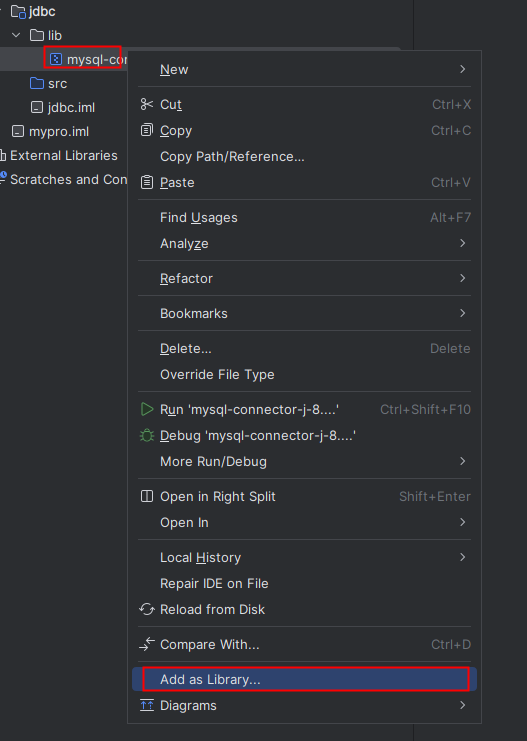 jdbc
lib
mysql-con
src
jdbc.iml
mypro.iml
External Libraries
Scratches and Con
New
Cut Ctrl+X
Copy Ctrl+C
Copy Path/Reference...
Paste Ctrl+V
Find Usages Alt+F7
Analyze
Refactor
Bookmarks
Delete... Delete
Override File Type
Run 'mysql-connector-j-8....' Ctrl+Shift+F10
Debug 'mysql-connector-j-8....'
More Run/Debug
Open in Right Split Shift+Enter
Open In
Local History
Repair IDE on File
Reload from Disk
Compare With... Ctrl+D
Add as Library...
Diagrams